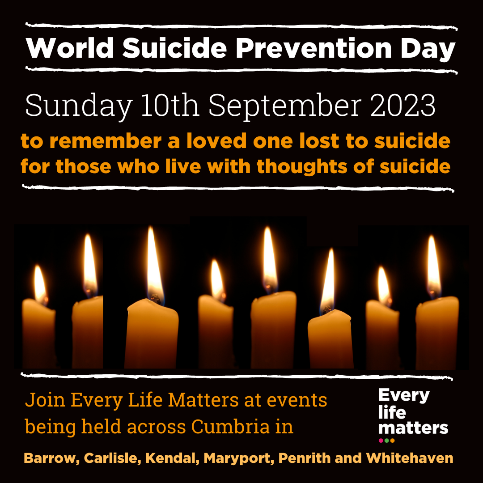 World Suicide Prevention Day
Sunday 10th September 2023
to remember a loved one lost to suicide
for those who live with thoughts of suicide
Join Every Life Matters at events
being held across Cumbria in
Every
life
matters
Barrow, Carlisle, Kendal, Maryport, Penrith and Whitehaven